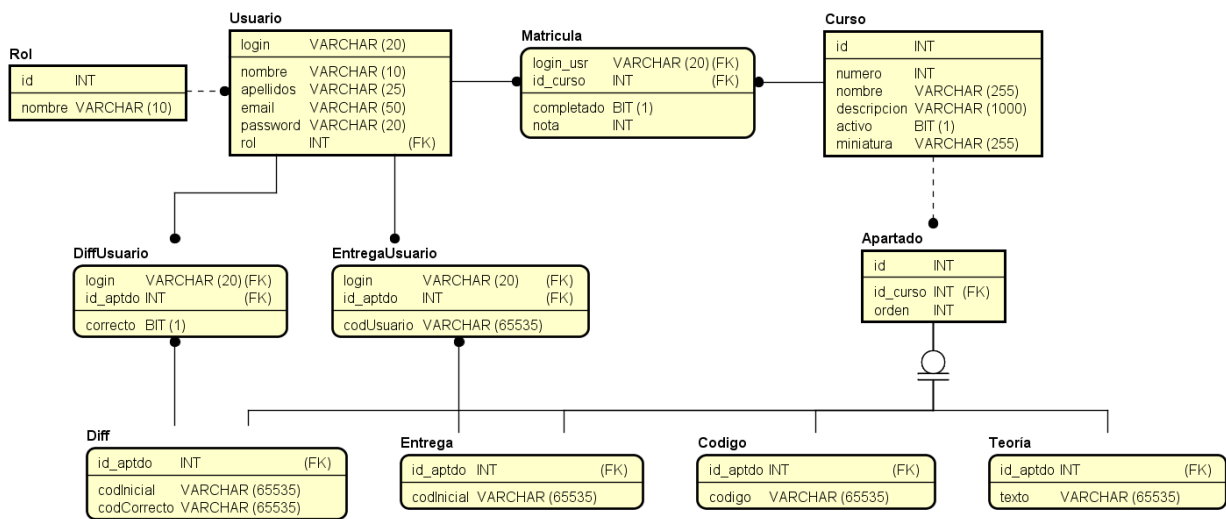 Usuario
login VARCHAR (20)
nombre VARCHAR (10)
apellidos VARCHAR (25)
email VARCHAR (50)
password VARCHAR (20)
rol INT (FK)
Rol
id INT
nombre VARCHAR (10)
Matricula
login_usr VARCHAR (20) (FK)
id_curso INT (FK)
completado BIT (1)
nota INT
Curso
id INT
numero INT
nombre VARCHAR (255)
descripcion VARCHAR (1000)
activo BIT (1)
miniatura VARCHAR (255)
DiffUsuario
login VARCHAR (20) (FK)
id_aptdo INT (FK)
correcto BIT (1)
EntregaUsuario
login VARCHAR (20) (FK)
id_aptdo INT (FK)
codUsuario VARCHAR (65535)
Apartado
id INT
id_curso INT (FK)
orden INT
Diff
id_aptdo INT (FK)
codInicial VARCHAR (65535)
codCorrecto VARCHAR (65535)
Entrega
id_aptdo INT (FK)
codInicial VARCHAR (65535)
Codigo
id_aptdo INT (FK)
codigo VARCHAR (65535)
Teoría
id_aptdo INT (FK)
texto VARCHAR (65535)